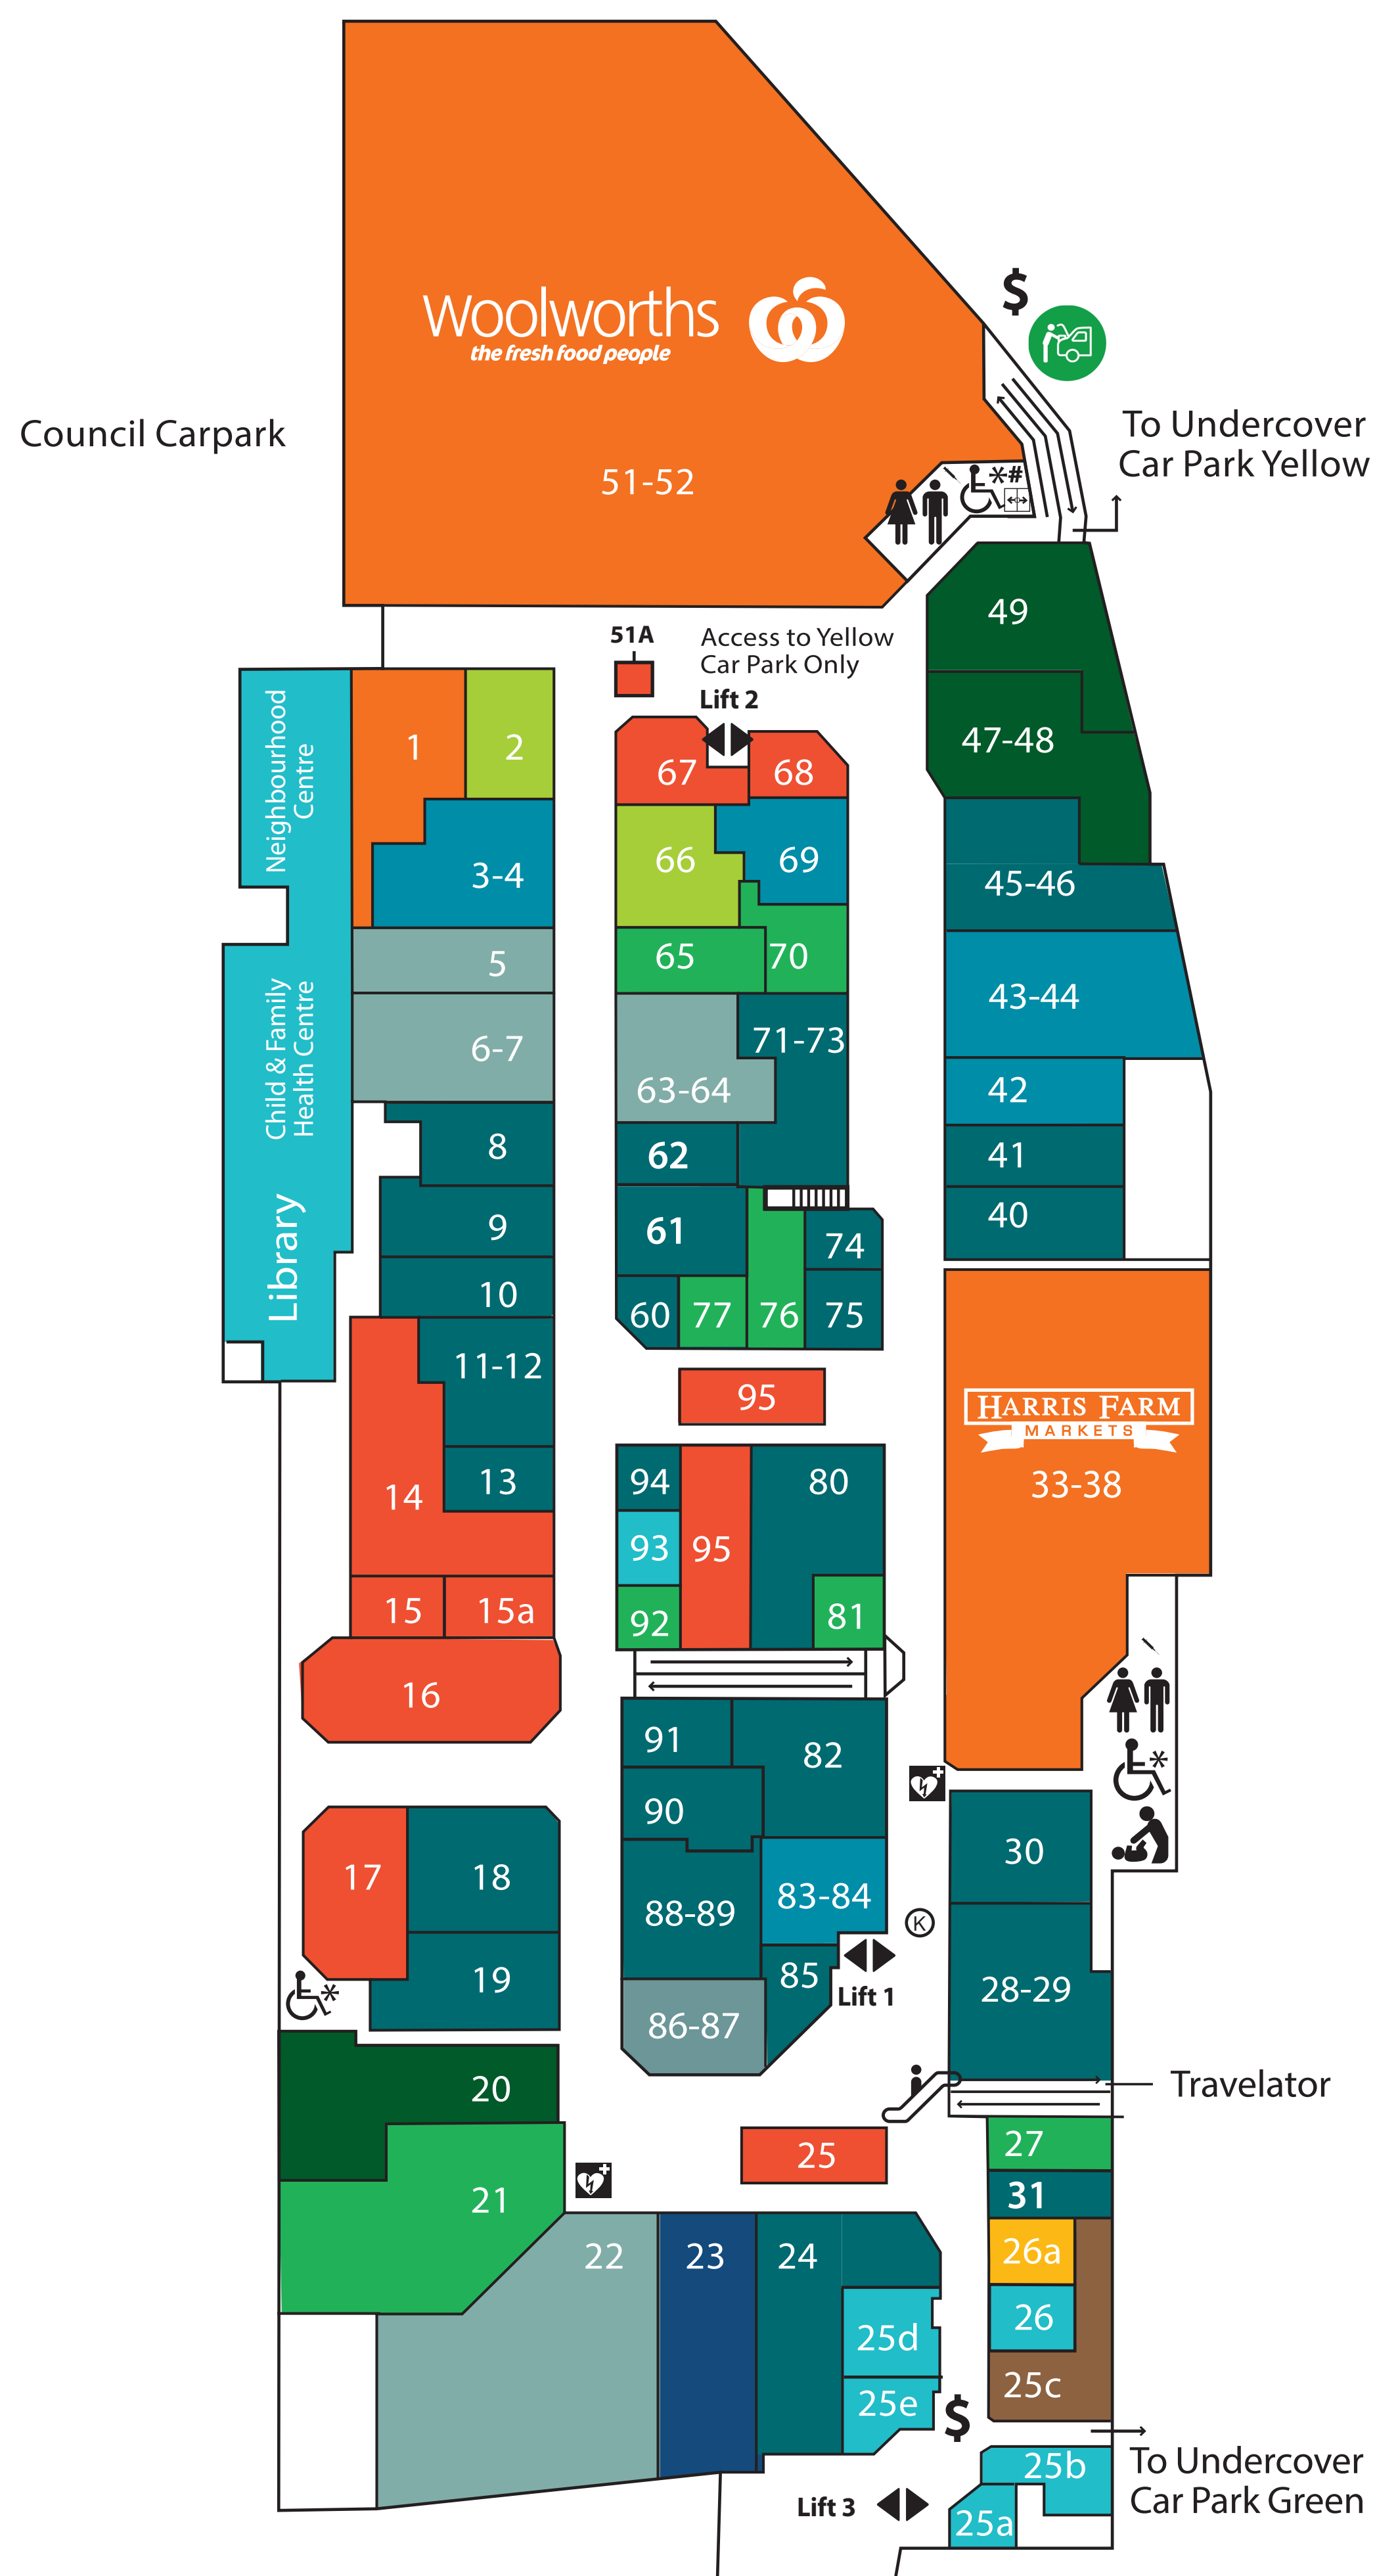 $
Woolworths
the fresh food people
Council Carpark
To Undercover
Car Park Yellow
51-52
*#
49
51A
Access to Yellow
Car Park Only
Lift 2
Neighbourhood
Centre
1
2
67
68
47-48
3-4
66
69
45-46
5
65
70
43-44
Child & Family
Health Centre
6-7
71-73
63-64
42
8
62
41
Library
9
61
74
40
10
60
77
76
75
11-12
95
HARRIS FARM
MARKETS
33-38
14
13
94
80
93
95
15
15a
92
81
16
91
82
*
90
30
17
18
88-89
83-84
K
19
*
85
Lift 1
28-29
86-87
20
Travelator
25
27
21
31
22
23
24
26a
26
25d
25c
25e
$
25b
To Undercover
Car Park Green
Lift 3
25a